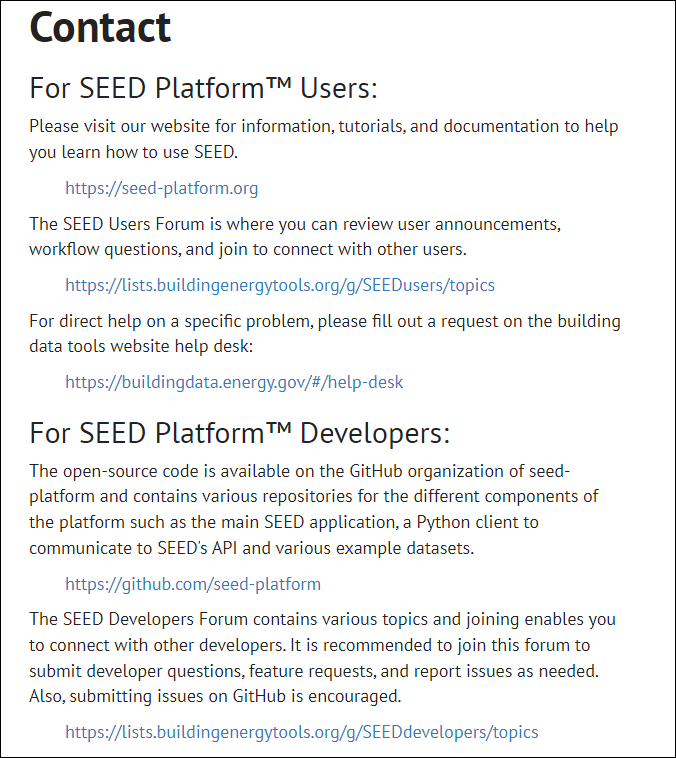 Contact
For SEED Platform™ Users:
Please visit our website for information, tutorials, and documentation to help
you learn how to use SEED.
https://seed-platform.org
The SEED Users Forum is where you can review user announcements,
workflow questions, and join to connect with other users.
https://lists.buildingenergytools.org/g/SEEDusers/topics
For direct help on a specific problem, please fill out a request on the building
data tools website help desk:
https://buildingdata.energy.gov/#/help-desk
For SEED Platform™ Developers:
The open-source code is available on the GitHub organization of seed-
platform and contains various repositories for the different components of
the platform such as the main SEED application, a Python client to
communicate to SEED's API and various example datasets.
https://github.com/seed-platform
The SEED Developers Forum contains various topics and joining enables you
to connect with other developers. It is recommended to join this forum to
submit developer questions, feature requests, and report issues as needed.
Also, submitting issues on GitHub is encouraged.
https://lists.buildingenergytools.org/g/SEEDdevelopers/topics